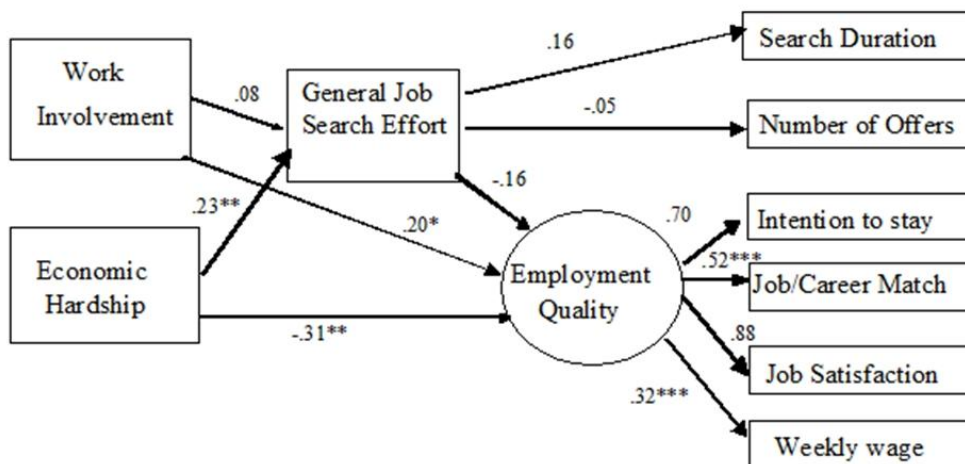 Search Duration
.16
Work
Involvement
.08
General Job
Search Effort
-.05
Number of Offers
-.16
.23**
.20*
.70
Intention to stay
Economic
Hardship
Employment
Quality
.52***
Job/Career Match
-.31**
.88
Job Satisfaction
.32***
Weekly wage